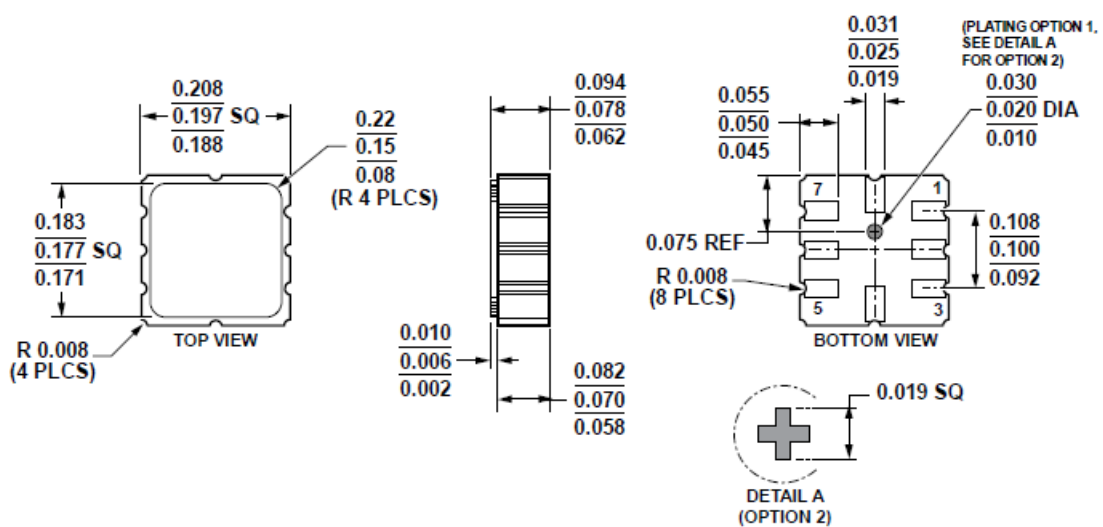 0.208
0.197 SQ
0.188
0.22
0.15
0.08
(R 4 PLCS)
0.183
0.177 SQ
0.171
R 0.008
(4 PLCS)
TOP VIEW
0.094
0.078
0.062
0.010
0.006
0.002
0.082
0.070
0.058
0.031
0.025
0.019
(PLATING OPTION 1,
SEE DETAIL A
FOR OPTION 2)
0.030
0.020 DIA
0.010
0.055
0.050
0.045
7
1
0.075 REF
0.108
0.100
0.092
R 0.008
(8 PLCS)
5
3
BOTTOM VIEW
0.019 SQ
DETAIL A
(OPTION 2)